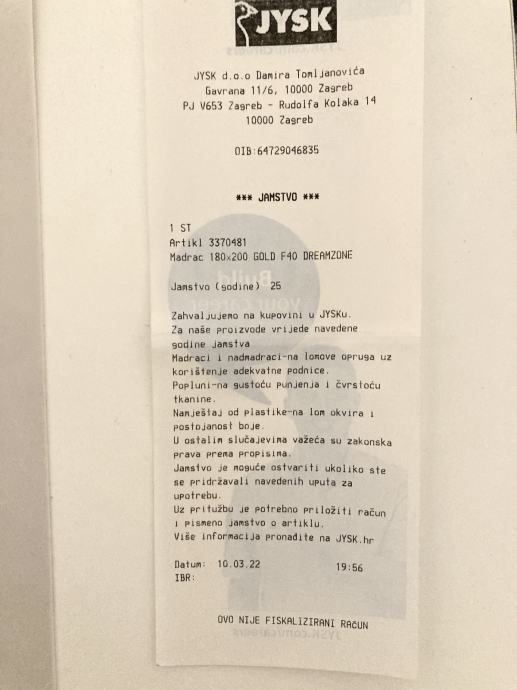 JYSK
JYSK d.o.o Damira Tomljanovića
Gavrana 11/6, 10000 Zagreb
PJ V653 Zagreb - Rudolfa Kolaka 14
10000 Zagreb
OIB:64729046835
*** JAMSTVO ***
1 ST
Artikl 3370481
Madrac 180x200 GOLD F40 DREAMZONE
Jamstvo (godine) 25
Zahvaljujemo na kupovini u JYSKu.
Za naše proizvode vrijede navedene
godine jamstva
Madraci i nadmadraci-na lomove opruga uz
korištenje adekvatne podnice.
Popluni-na gustoću punjenja i čvrstoću
tkanine.
Namještaj od plastike-na lom okvira i
postojanost boje.
U ostalim slučajevima važeća su zakonska
prava prema propisima.
Jamstvo je moguće ostvariti ukoliko ste
se pridržavali navedenih uputa za
upotrebu.
Uz pritužbu je potrebno priložiti račun
i pismeno jamstvo o artiklu.
Više informacija pronađite na JYSK.hr
Datum: 10.03.22 19:56
IBR:
OVO NIJE FISKALIZIRANI RAČUN